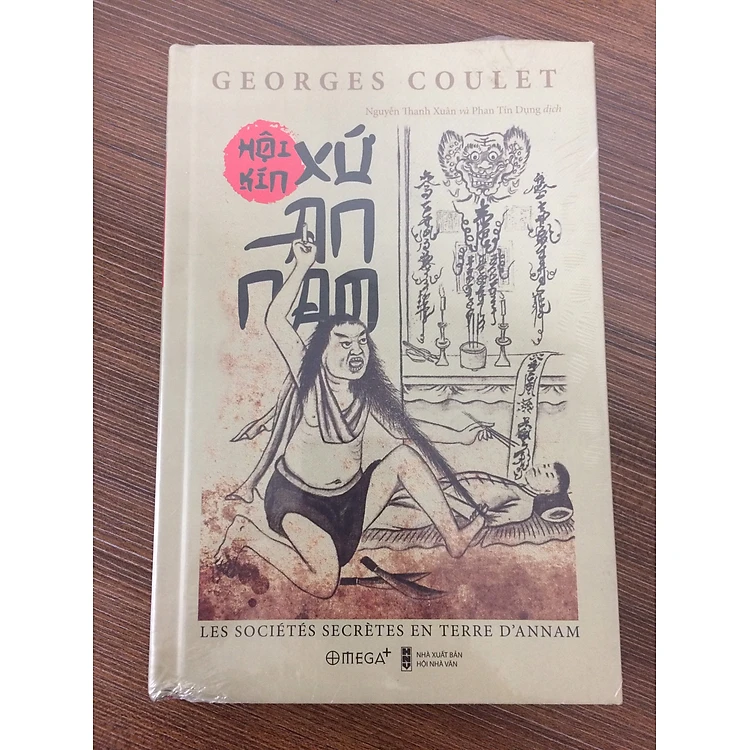 GEORGES COULET
Nguyễn Thanh Xuân và Phan Tín Dụng dịch
HỘI
KÍN
XỨ
AN
NAM
LES SOCIÉTÉS SECRÈTES EN TERRE D'ANNAM
OMEGA+
HNV
NHÀ XUẤT BẢN
HỘI NHÀ VĂN